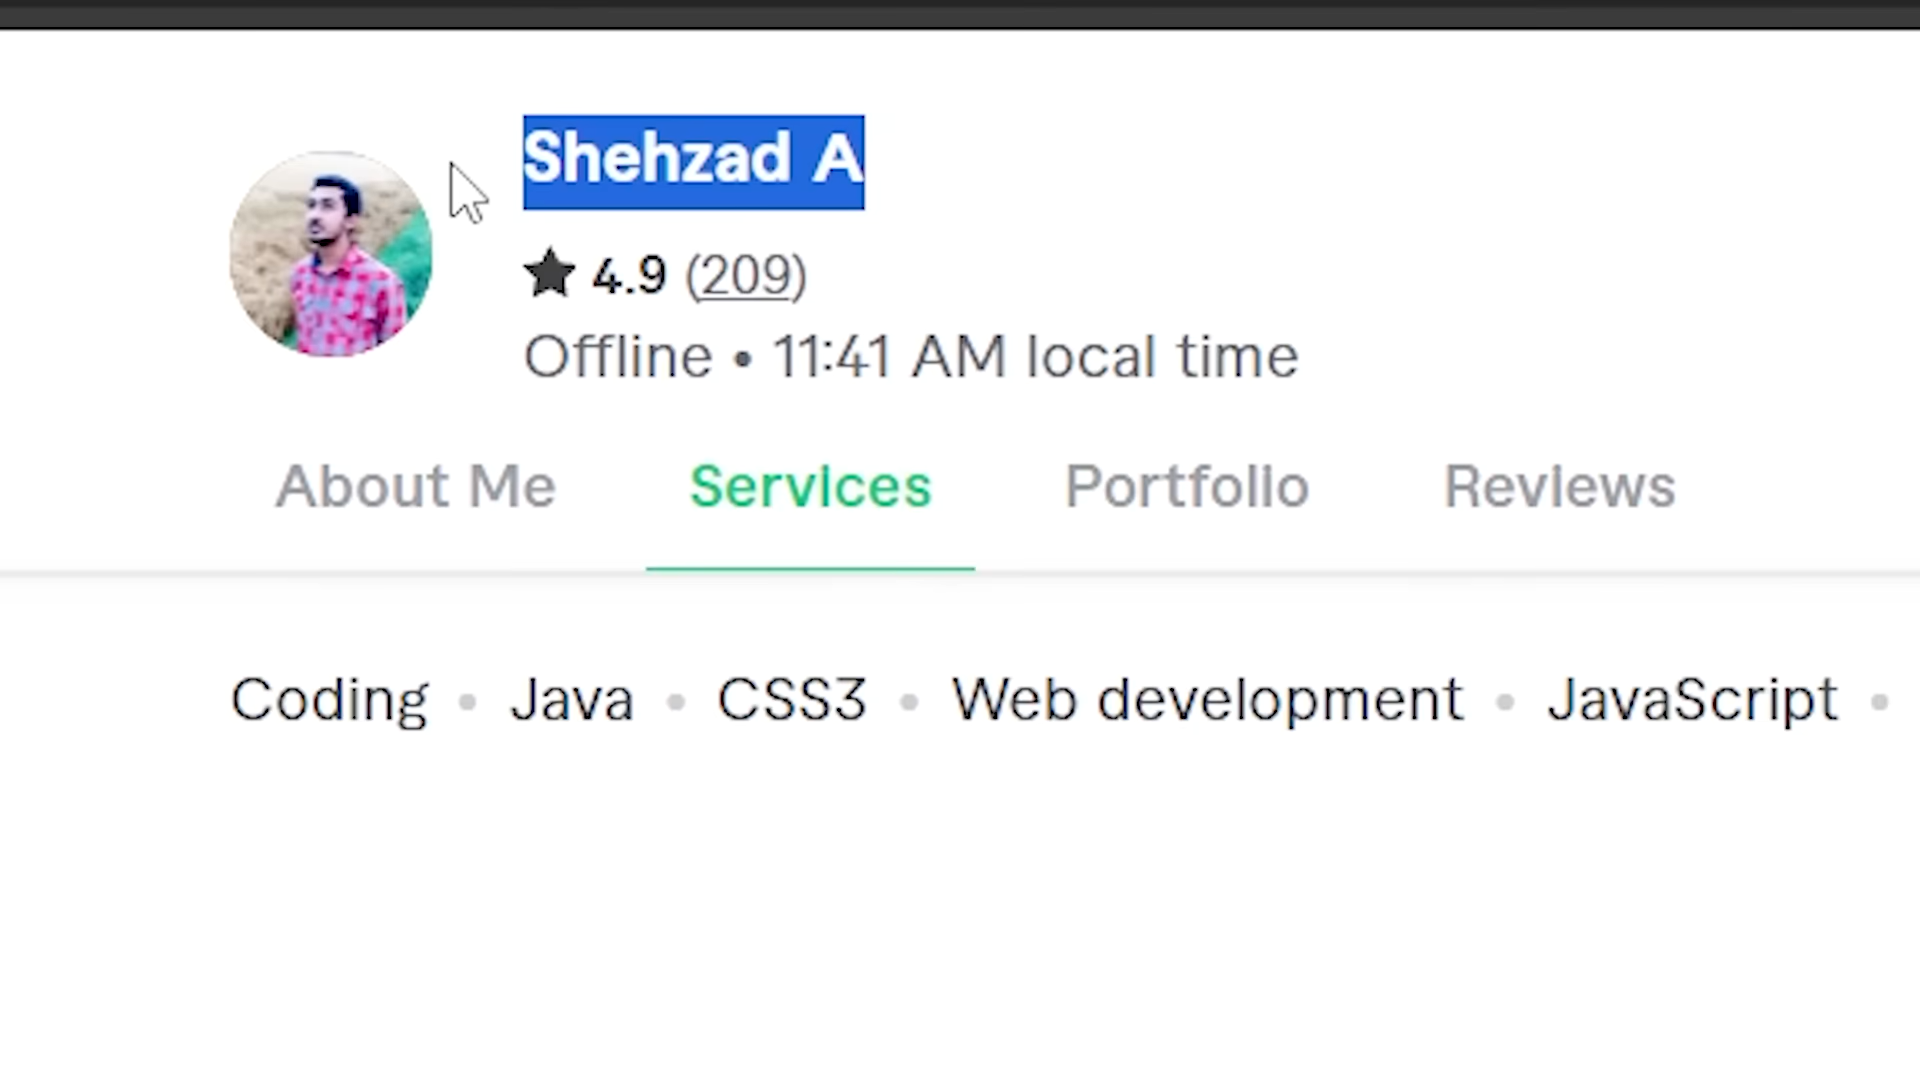 Shehzad A
★ 4.9 (209)
Offline • 11:41 AM local time
About Me Services Portfolio Reviews
Coding • Java • CSS3 • Web development • JavaScript •